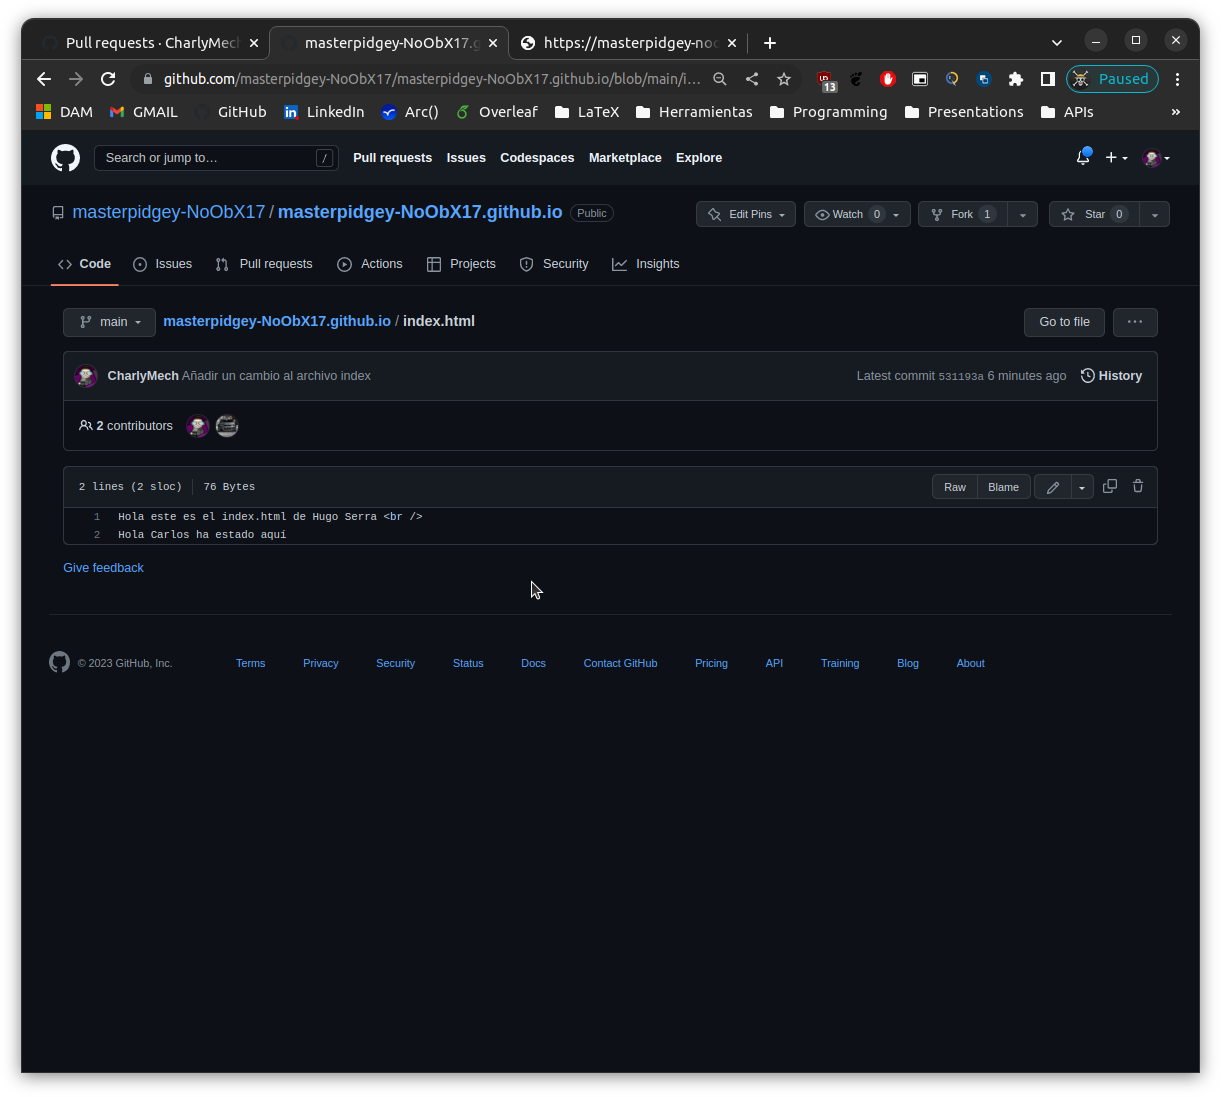 Pull requests · CharlyMech
masterpidgey-NoObX17.g
https://masterpidgey-noo
github.com/masterpidgey-NoObX17/masterpidgey-NoObX17.github.io/blob/main/i...
13
Paused
DAM GMAIL GitHub LinkedIn Arc() Overleaf LaTeX Herramientas Programming Presentations APIs »
Search or jump to... /
Pull requests Issues Codespaces Marketplace Explore
masterpidgey-NoObX17 / masterpidgey-NoObX17.github.io Public
Edit Pins Watch 0 Fork 1 Star 0
Code Issues Pull requests Actions Projects Security Insights
main masterpidgey-NoObX17.github.io / index.html Go to file ...
CharlyMech Añadir un cambio al archivo index Latest commit 531193a 6 minutes ago History
2 contributors
2 lines (2 sloc) 76 Bytes Raw Blame
1 Hola este es el index.html de Hugo Serra <br />
2 Hola Carlos ha estado aquí
Give feedback
© 2023 GitHub, Inc. Terms Privacy Security Status Docs Contact GitHub Pricing API Training Blog About